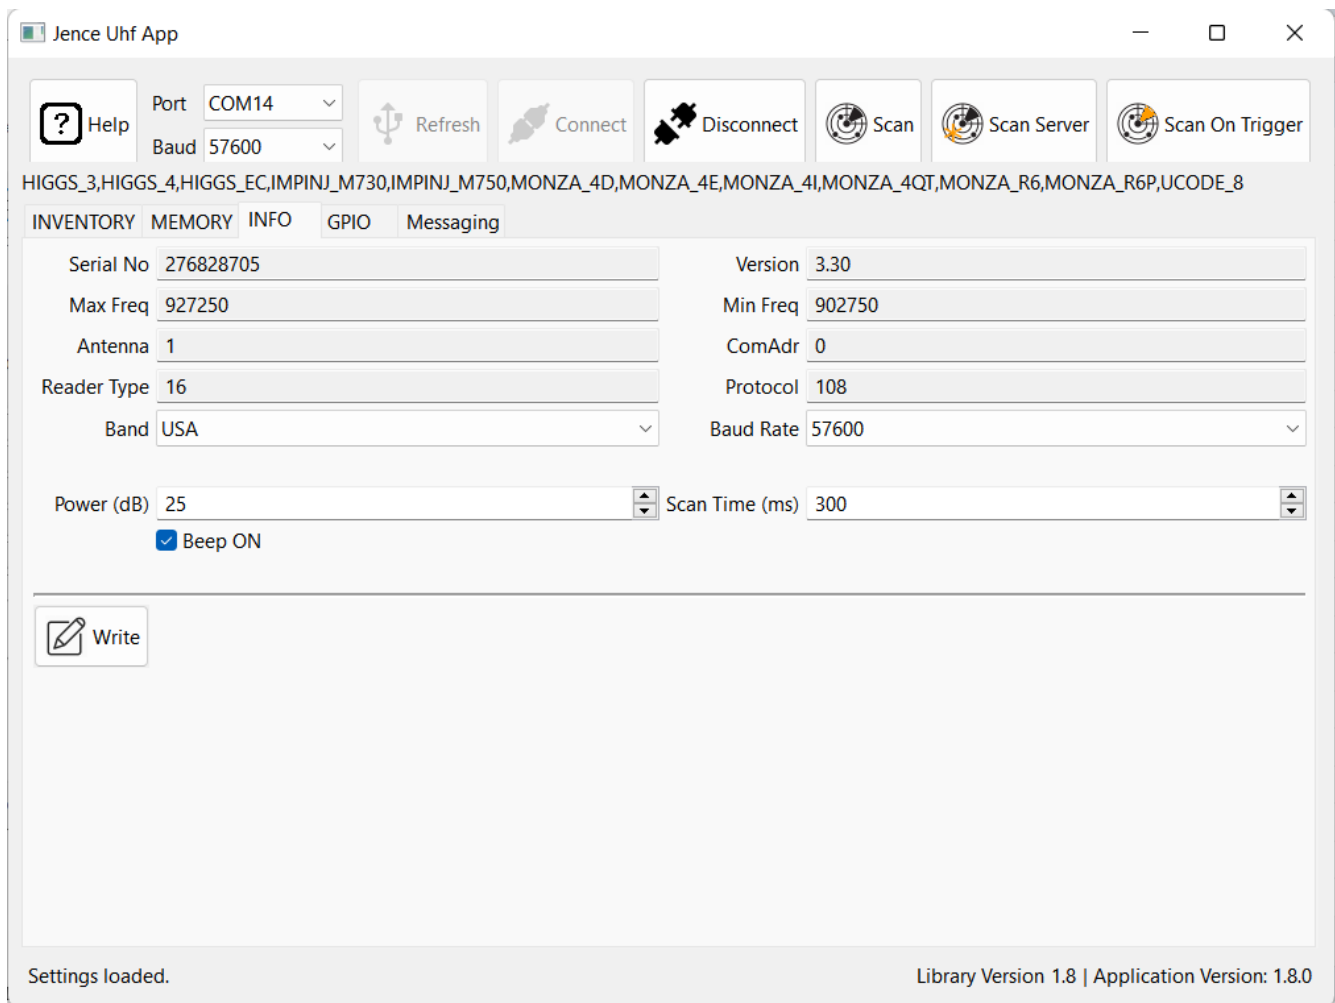 Jence Uhf App
? Help
Port COM14
Baud 57600
Refresh
Connect
Disconnect
Scan
Scan Server
Scan On Trigger
HIGGS_3,HIGGS_4,HIGGS_EC,IMPINJ_M730,IMPINJ_M750,MONZA_4D,MONZA_4E,MONZA_4I,MONZA_4QT,MONZA_R6,MONZA_R6P,UCODE_8
INVENTORY MEMORY INFO GPIO Messaging
Serial No 276828705 Version 3.30
Max Freq 927250 Min Freq 902750
Antenna 1 ComAdr 0
Reader Type 16 Protocol 108
Band USA Baud Rate 57600
Power (dB) 25 Scan Time (ms) 300
Beep ON
Write
Settings loaded. Library Version 1.8 | Application Version: 1.8.0